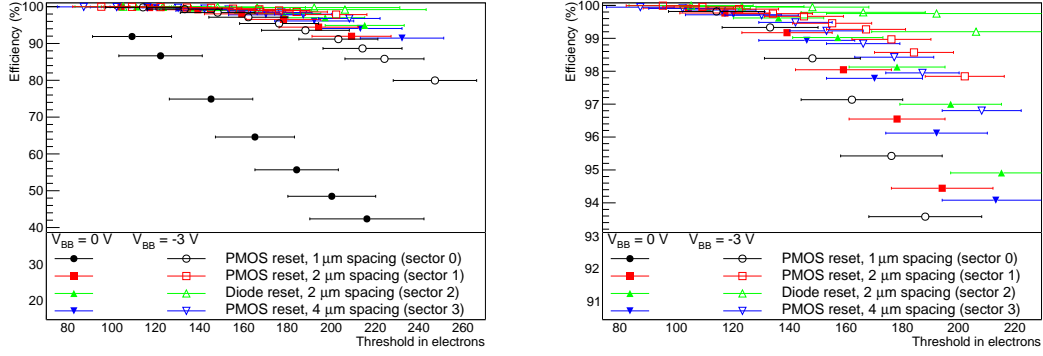 Efficiency (%)
100
90
80
70
60
50
40
30
20
V_BB = 0 V V_BB = -3 V
PMOS reset, 1 μm spacing (sector 0)
PMOS reset, 2 μm spacing (sector 1)
Diode reset, 2 μm spacing (sector 2)
PMOS reset, 4 μm spacing (sector 3)
80 100 120 140 160 180 200 220 240 260
Threshold in electrons
Efficiency (%)
100
99
98
97
96
95
94
93
92
91
V_BB = 0 V V_BB = -3 V
PMOS reset, 1 μm spacing (sector 0)
PMOS reset, 2 μm spacing (sector 1)
Diode reset, 2 μm spacing (sector 2)
PMOS reset, 4 μm spacing (sector 3)
80 100 120 140 160 180 200 220
Threshold in electrons